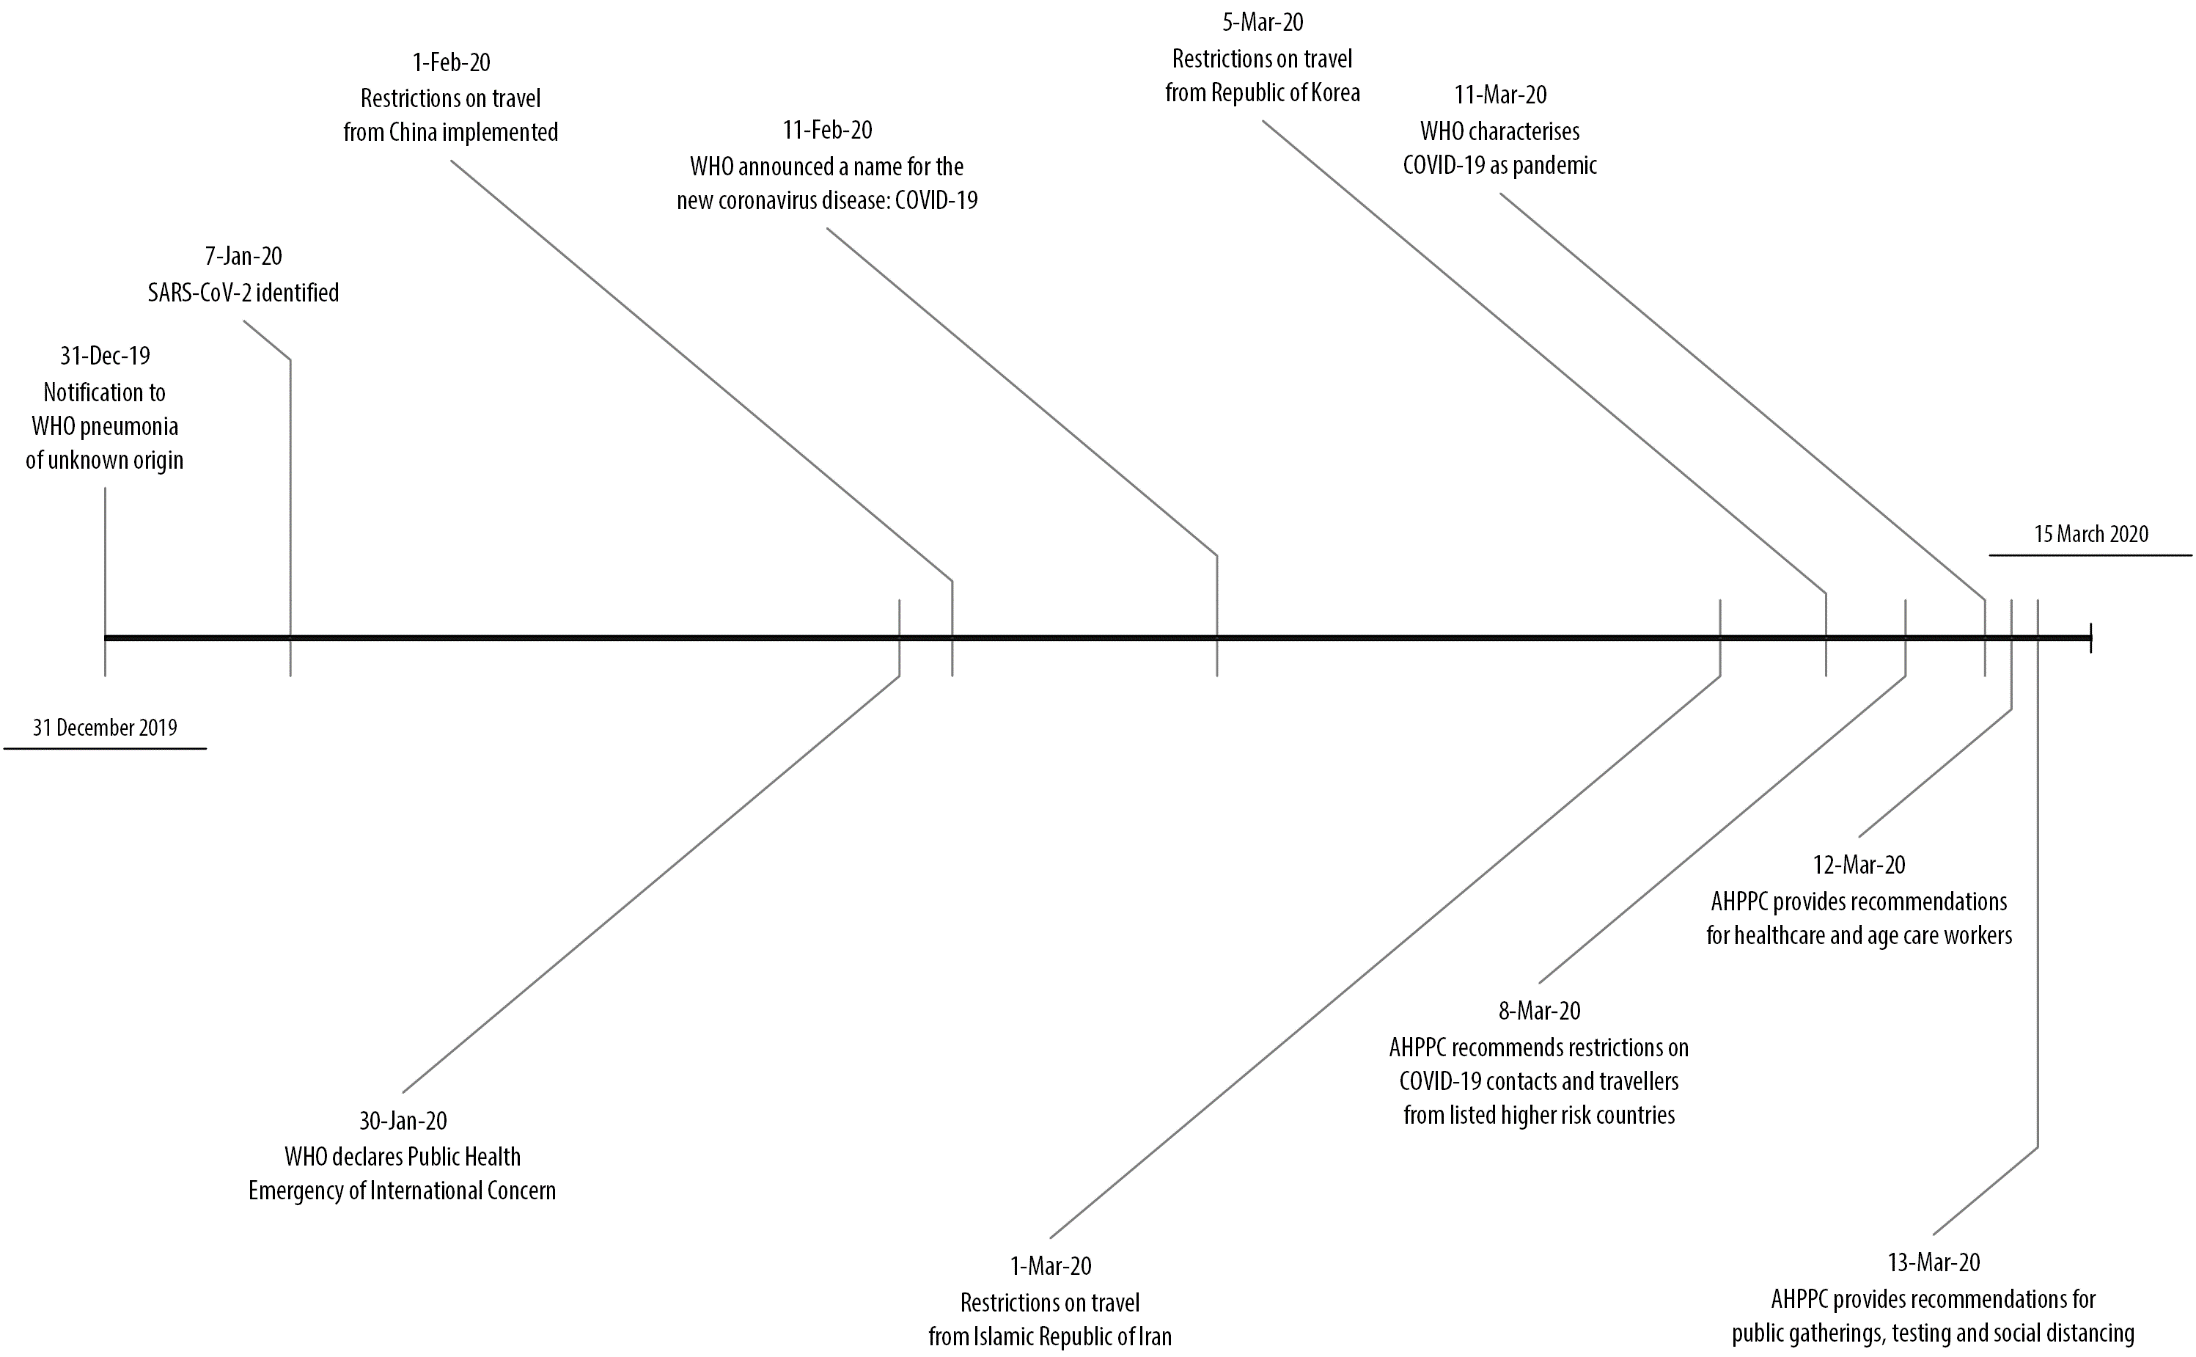 5-Mar-20
Restrictions on travel
from Republic of Korea
1-Feb-20
Restrictions on travel
from China implemented
11-Mar-20
WHO characterises
COVID-19 as pandemic
11-Feb-20
WHO announced a name for the
new coronavirus disease: COVID-19
7-Jan-20
SARS-CoV-2 identified
31-Dec-19
Notification to
WHO pneumonia
of unknown origin
15 March 2020
31 December 2019
12-Mar-20
AHPPC provides recommendations
for healthcare and age care workers
8-Mar-20
AHPPC recommends restrictions on
COVID-19 contacts and travellers
from listed higher risk countries
30-Jan-20
WHO declares Public Health
Emergency of International Concern
1-Mar-20
Restrictions on travel
from Islamic Republic of Iran
13-Mar-20
AHPPC provides recommendations for
public gatherings, testing and social distancing